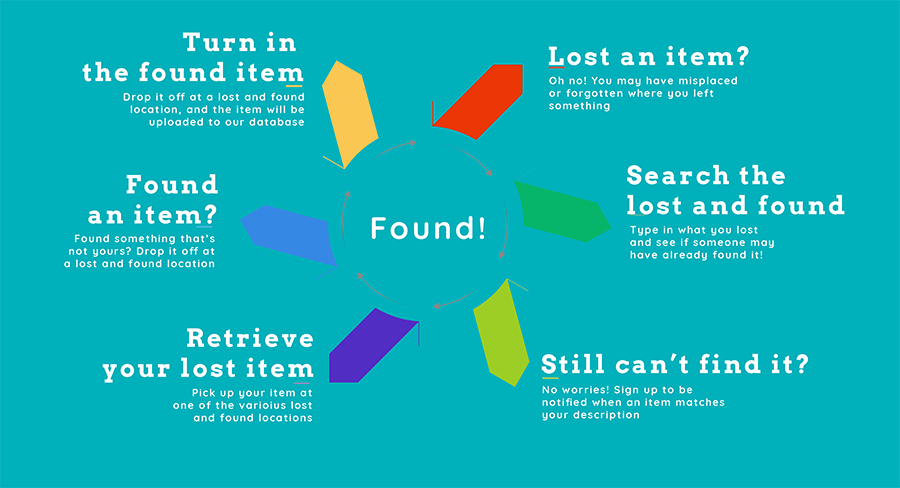 Lost an item?
Oh no! You may have misplaced
or forgotten where you left
something
Search the
lost and found
Type in what you lost
and see if someone may
have already found it!
Still can't find it?
No worries! Sign up to be
notified when an item matches
your description
Retrieve
your lost item
Pick up your item at
one of the varioius lost
and found locations
Found
an item?
Found something that's
not yours? Drop it off at
a lost and found location
Turn in
the found item
Drop it off at a lost and found
location, and the item will be
uploaded to our database
Found!